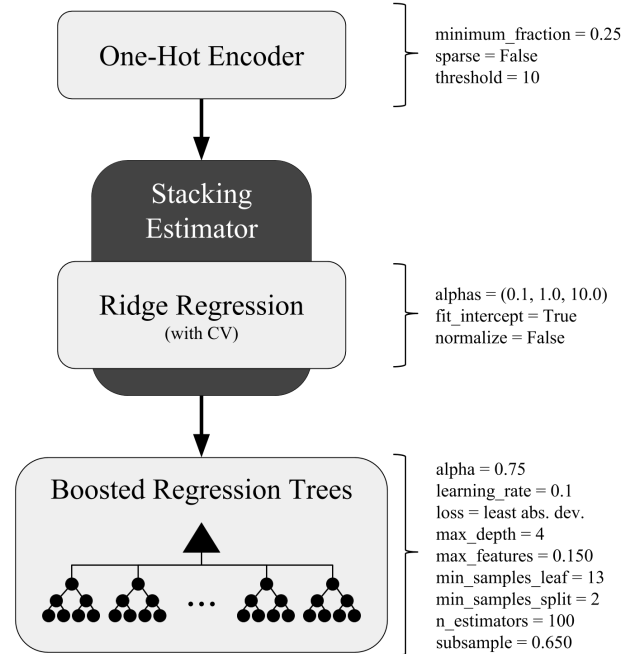 One-Hot Encoder
minimum_fraction = 0.25
sparse = False
threshold = 10
Stacking
Estimator
Ridge Regression
(with CV)
alphas = (0.1, 1.0, 10.0)
fit_intercept = True
normalize = False
Boosted Regression Trees
alpha = 0.75
learning_rate = 0.1
loss = least abs. dev.
max_depth = 4
max_features = 0.150
min_samples_leaf = 13
min_samples_split = 2
n_estimators = 100
subsample = 0.650